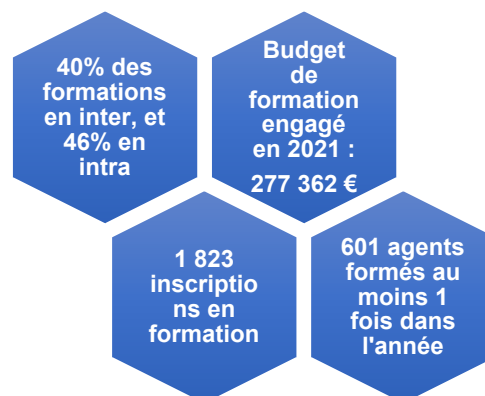 40% des
formations
en inter, et
46% en
intra
Budget
de
formation
engagé
en 2021 :
277 362 €
1 823
inscriptio
ns en
formation
601 agents
formés au
moins 1
fois dans
l'année